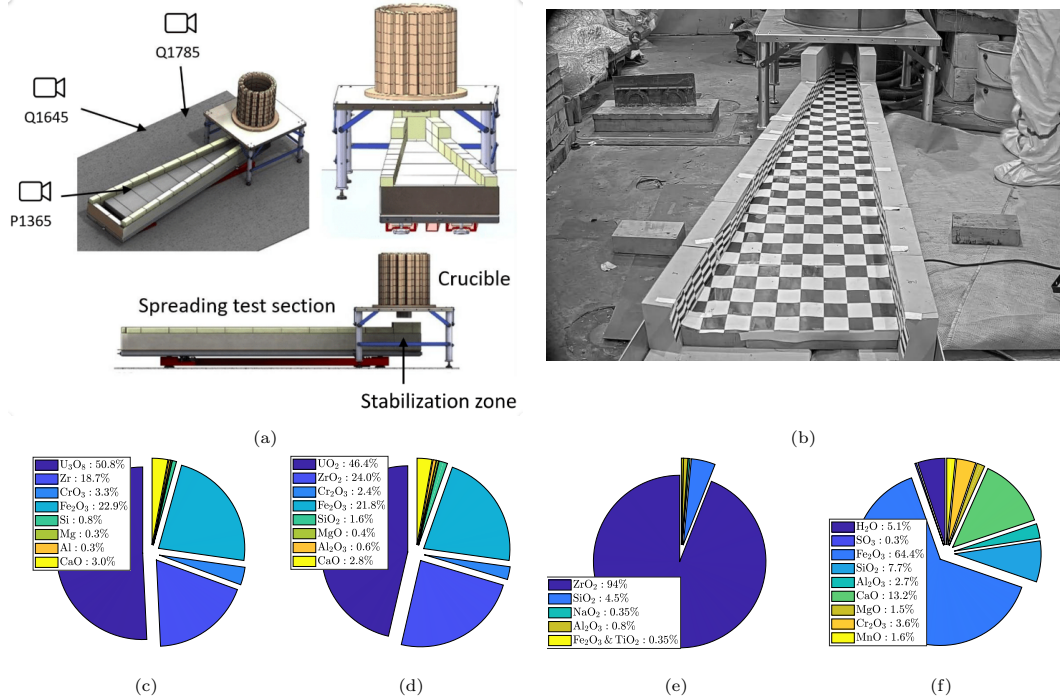 Q1785
Q1645
P1365
Crucible
Spreading test section
Stabilization zone
(a)
(b)
U₃O₈ : 50.8%
Zr : 18.7%
CrO₃ : 3.3%
Fe₂O₃ : 22.9%
Si : 0.8%
Mg : 0.3%
Al : 0.3%
CaO : 3.0%
UO₂ : 46.4%
ZrO₂ : 24.0%
Cr₂O₃ : 2.4%
Fe₂O₃ : 21.8%
SiO₂ : 1.6%
MgO : 0.4%
Al₂O₃ : 0.6%
CaO : 2.8%
ZrO₂ : 94%
SiO₂ : 4.5%
NaO₂ : 0.35%
Al₂O₃ : 0.8%
Fe₂O₃ & TiO₂ : 0.35%
H₂O : 5.1%
SO₃ : 0.3%
Fe₂O₃ : 64.4%
SiO₂ : 7.7%
Al₂O₃ : 2.7%
CaO : 13.2%
MgO : 1.5%
Cr₂O₃ : 3.6%
MnO : 1.6%
(c)
(d)
(e)
(f)